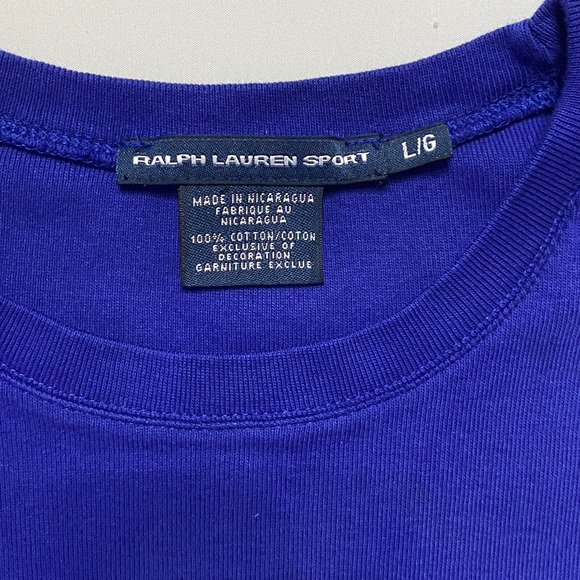 RALPH LAUREN SPORT
L/G
MADE IN NICARAGUA
FABRIQUE AU
NICARAGUA
100% COTTON/COTON
EXCLUSIVE OF
DECORATION
GARNITURE EXCLUE